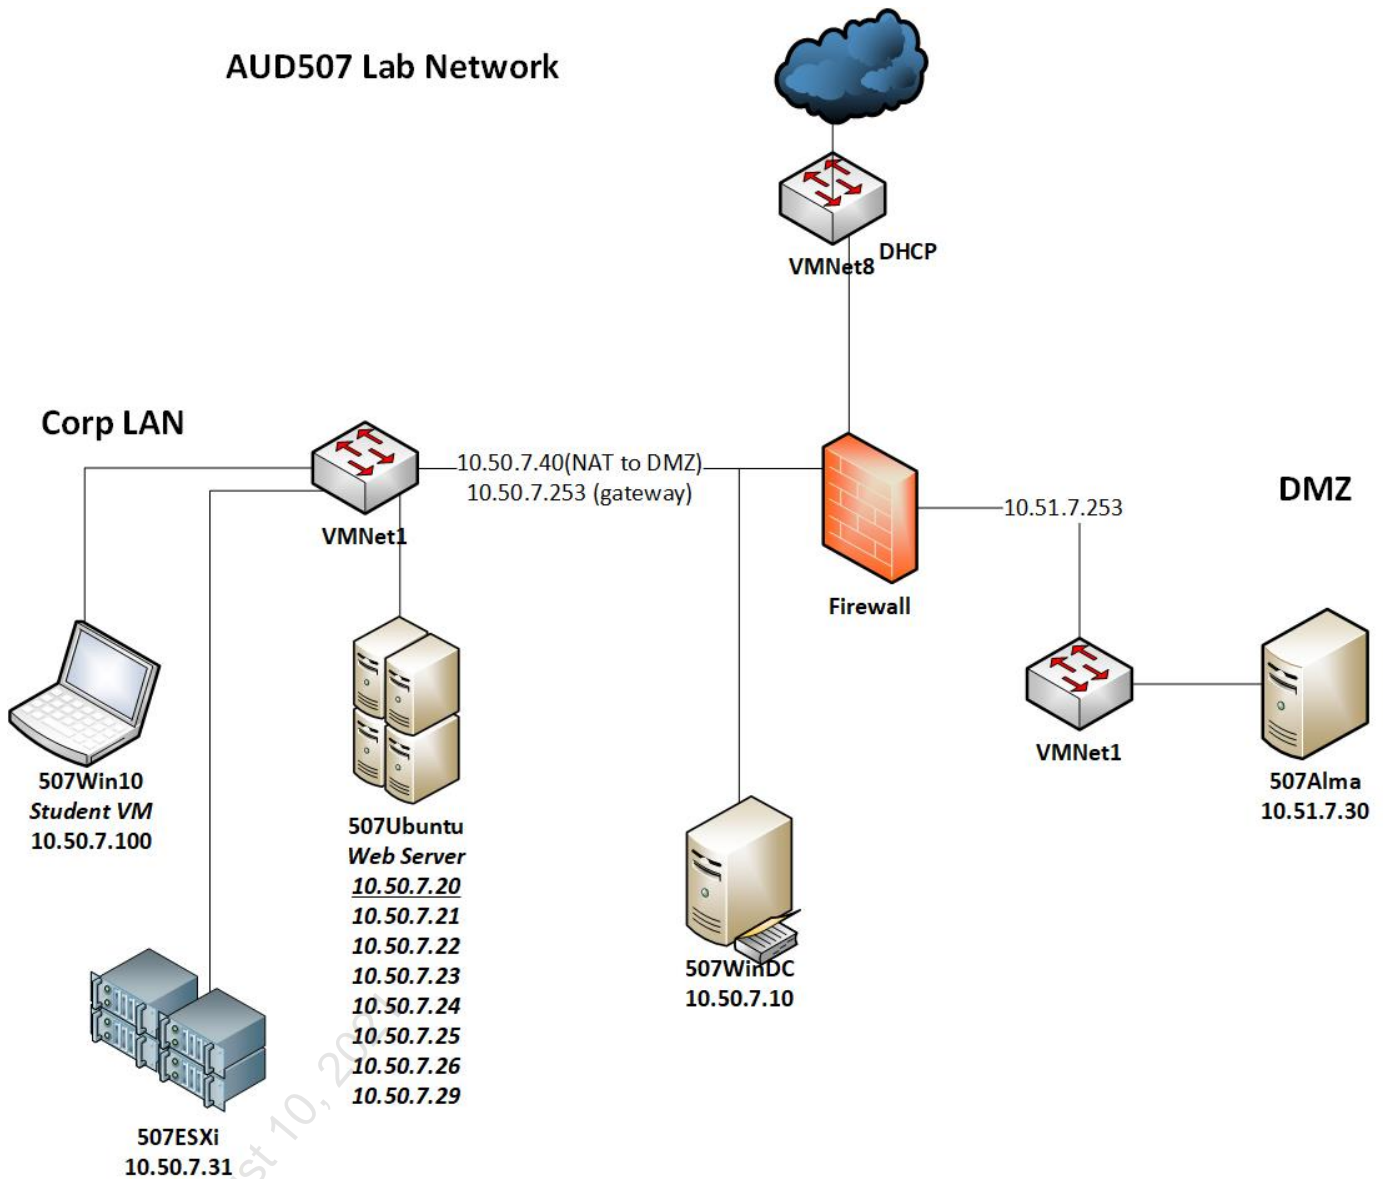 AUD507 Lab Network
DHCP
VMNet8
Corp LAN
10.50.7.40(NAT to DMZ)
10.50.7.253 (gateway)
VMNet1
DMZ
10.51.7.253
Firewall
VMNet1
507Win10
Student VM
10.50.7.100
507Ubuntu
Web Server
10.50.7.20
10.50.7.21
10.50.7.22
10.50.7.23
10.50.7.24
10.50.7.25
10.50.7.26
10.50.7.29
507WinDC
10.50.7.10
507Alma
10.51.7.30
507ESXi
10.50.7.31